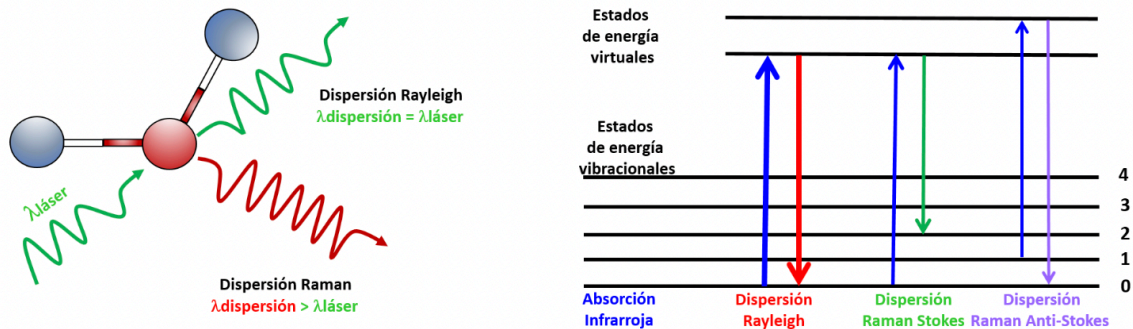 λláser
Dispersión Rayleigh
λdispersión = λláser
Dispersión Raman
λdispersión > λláser
Estados
de energía
virtuales
Estados
de energía
vibracionales
4
3
2
1
0
Absorción
Infrarroja
Dispersión
Rayleigh
Dispersión
Raman Stokes
Dispersión
Raman Anti-Stokes